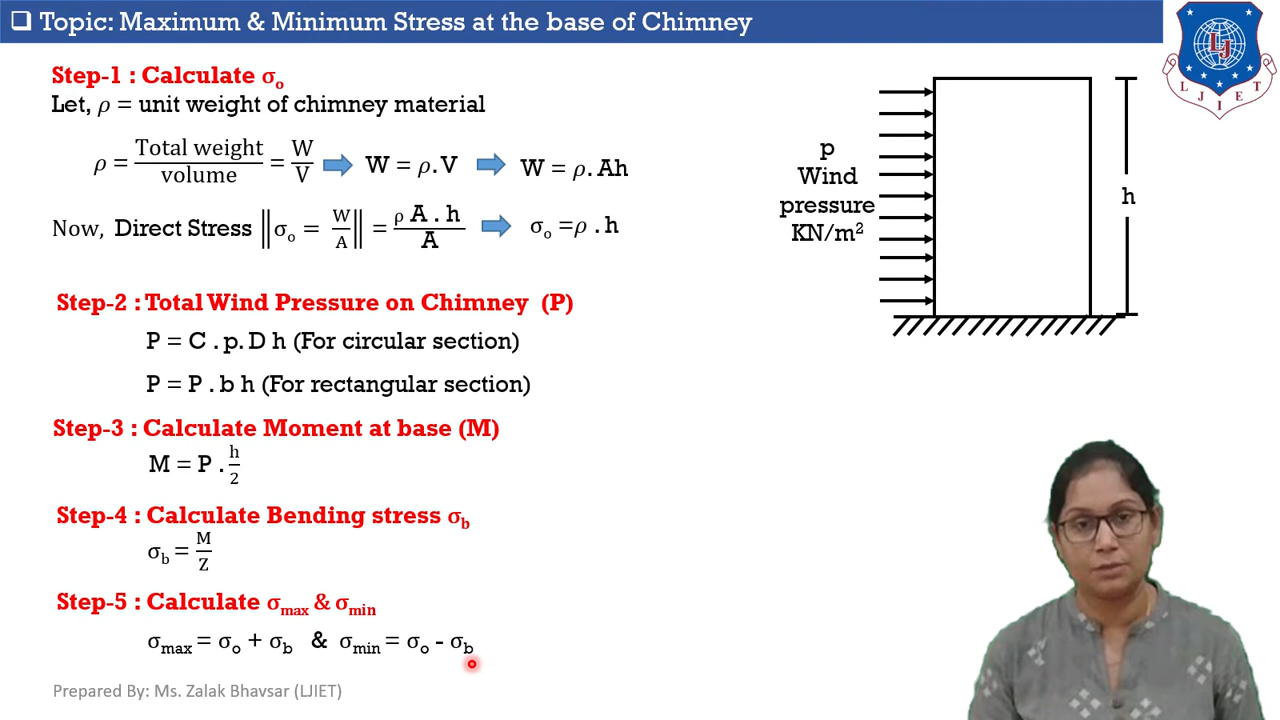 ❑ Topic: Maximum & Minimum Stress at the base of Chimney
Step-1 : Calculate σₒ
Let, ρ = unit weight of chimney material
ρ = Total weight / volume = W / V ➡ W = ρ. V ➡ W = ρ. Ah
Now, Direct Stress ‖σₒ = W / A‖ = ρ A . h / A ➡ σₒ =ρ . h
Step-2 : Total Wind Pressure on Chimney (P)
P = C . p. D h (For circular section)
P = P . b h (For rectangular section)
Step-3 : Calculate Moment at base (M)
M = P . h / 2
Step-4 : Calculate Bending stress σb
σb = M / Z
Step-5 : Calculate σmax & σmin
σmax = σₒ + σb & σmin = σₒ - σb
Prepared By: Ms. Zalak Bhavsar (LJIET)
p
Wind
pressure
KN/m²
h
LJ
L J I E T